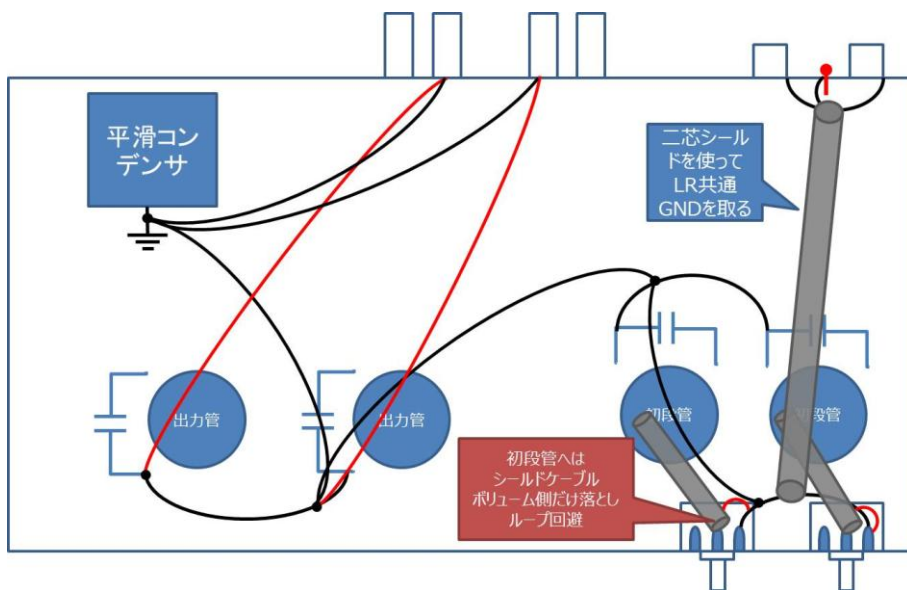 平滑コン
デンサ
二芯シール
ドを使って
LR共通
GNDを取る
出力管
出力管
初段管
初段管
初段管へは
シールドケーブル
ボリューム側だけ落とし
ループ回避